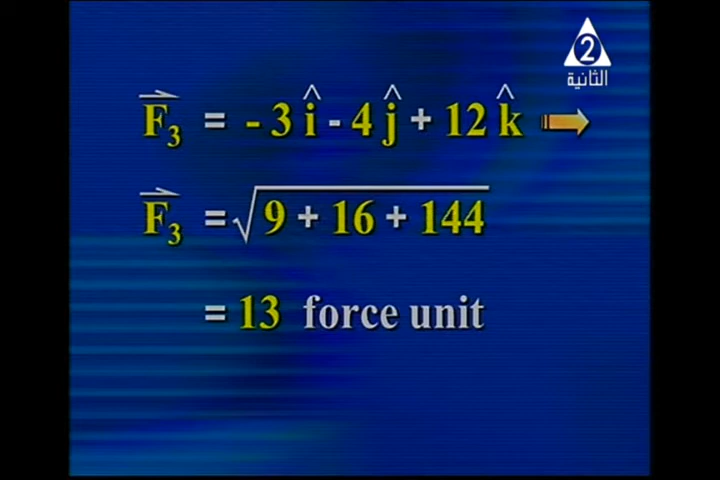 2
الثانية
F₃ = - 3 î - 4 ĵ + 12 k̂
F₃ = √9 + 16 + 144
= 13 force unit